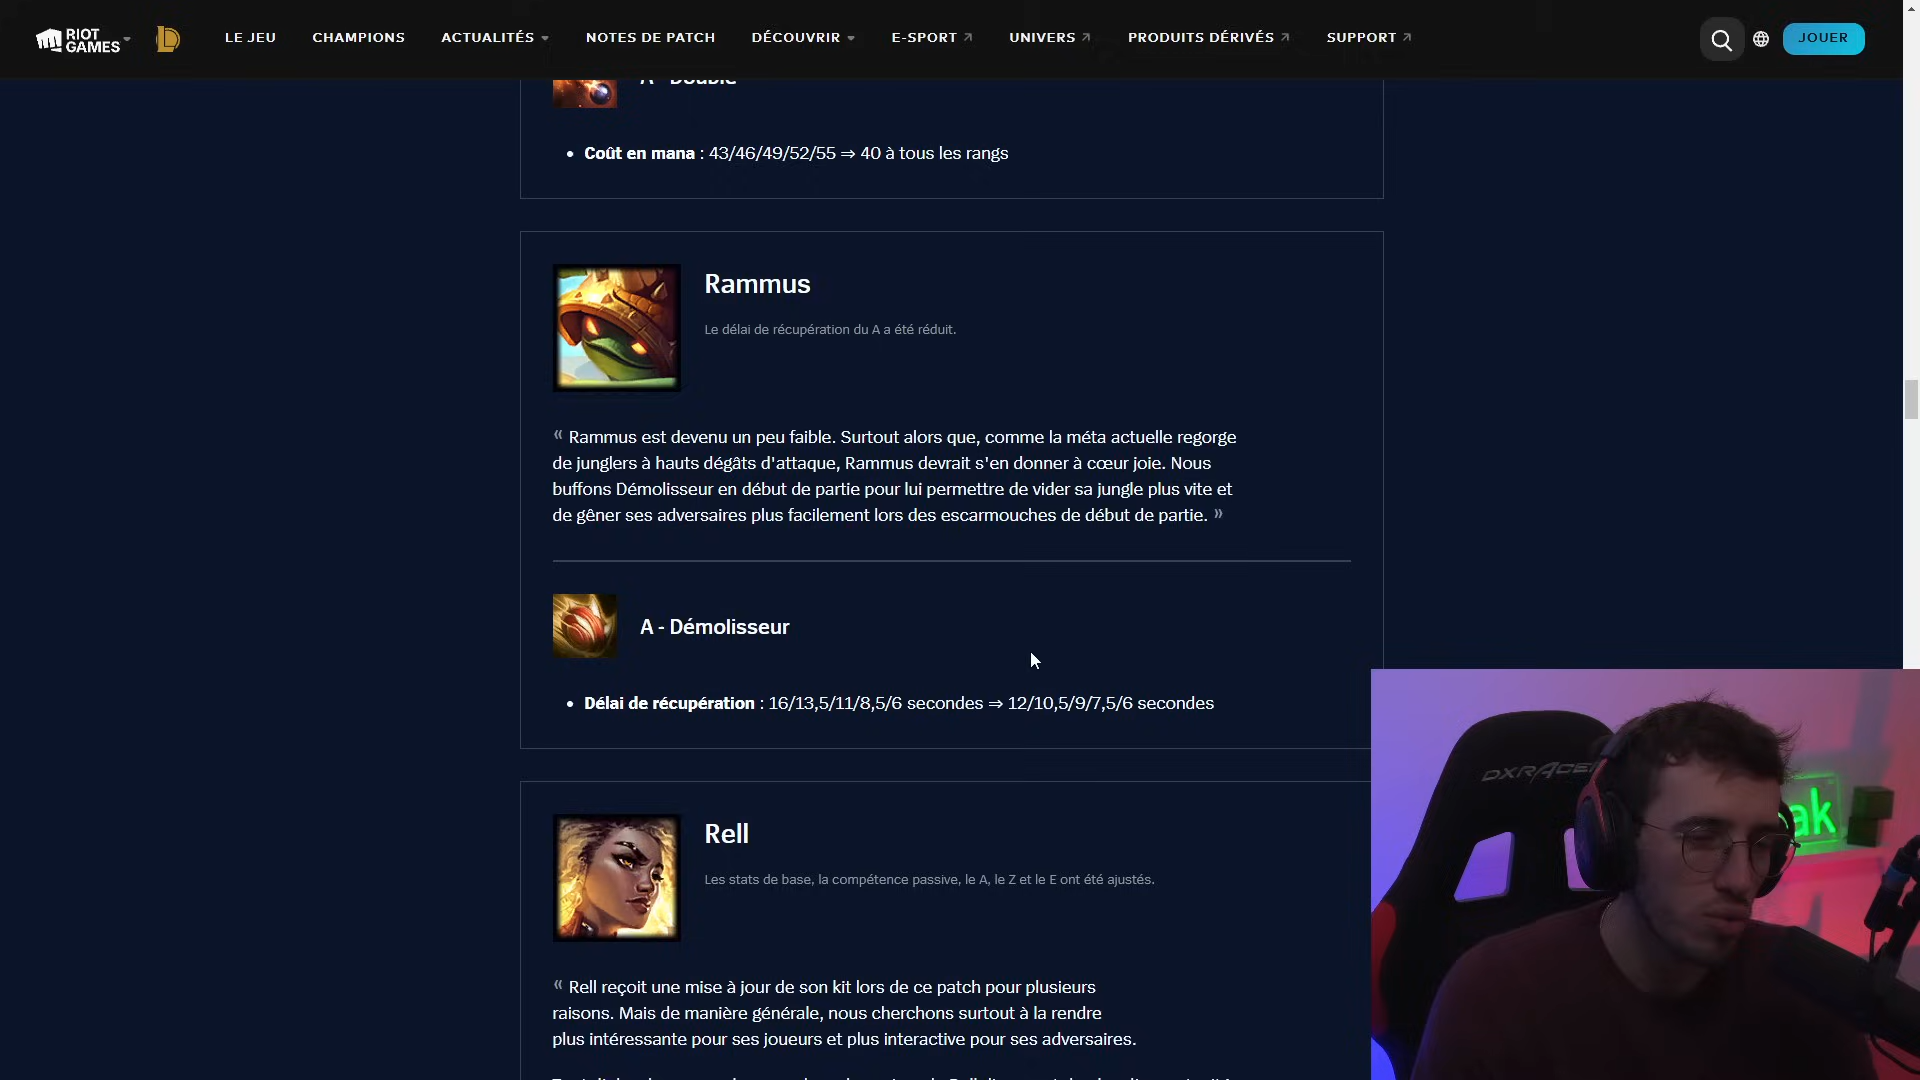 RIOT GAMES
LE JEU CHAMPIONS ACTUALITÉS NOTES DE PATCH DÉCOUVRIR E-SPORT UNIVERS PRODUITS DÉRIVÉS SUPPORT JOUER
A - Double
Coût en mana : 43/46/49/52/55 ⇒ 40 à tous les rangs
Rammus
Le délai de récupération du A a été réduit.
« Rammus est devenu un peu faible. Surtout alors que, comme la méta actuelle regorge
de junglers à hauts dégâts d'attaque, Rammus devrait s'en donner à cœur joie. Nous
buffons Démolisseur en début de partie pour lui permettre de vider sa jungle plus vite et
de gêner ses adversaires plus facilement lors des escarmouches de début de partie. »
A - Démolisseur
Délai de récupération : 16/13,5/11/8,5/6 secondes ⇒ 12/10,5/9/7,5/6 secondes
Rell
Les stats de base, la compétence passive, le A, le Z et le E ont été ajustés.
« Rell reçoit une mise à jour de son kit lors de ce patch pour plusieurs
raisons. Mais de manière générale, nous cherchons surtout à la rendre
plus intéressante pour ses joueurs et plus interactive pour ses adversaires.
DXRACER
ak